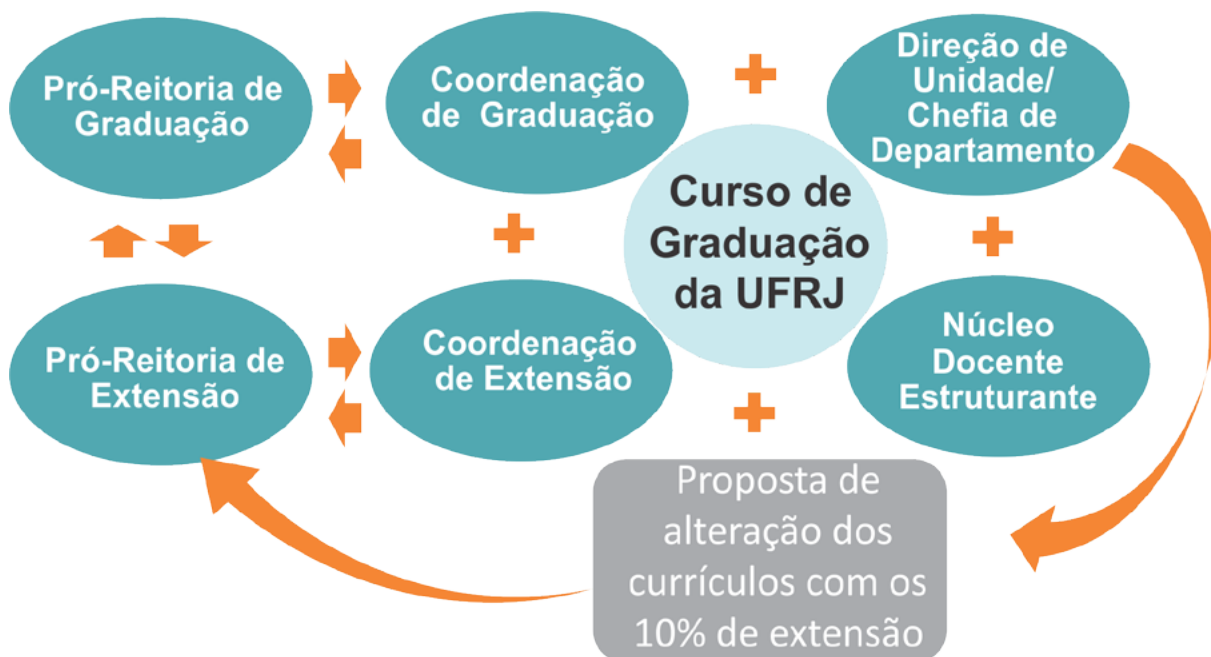 Pró-Reitoria de
Graduação
Coordenação
de Graduação
Direção de
Unidade/
Chefia de
Departamento
Curso de
Graduação
da UFRJ
Pró-Reitoria de
Extensão
Coordenação
de Extensão
Núcleo
Docente
Estruturante
Proposta de
alteração dos
currículos com os
10% de extensão